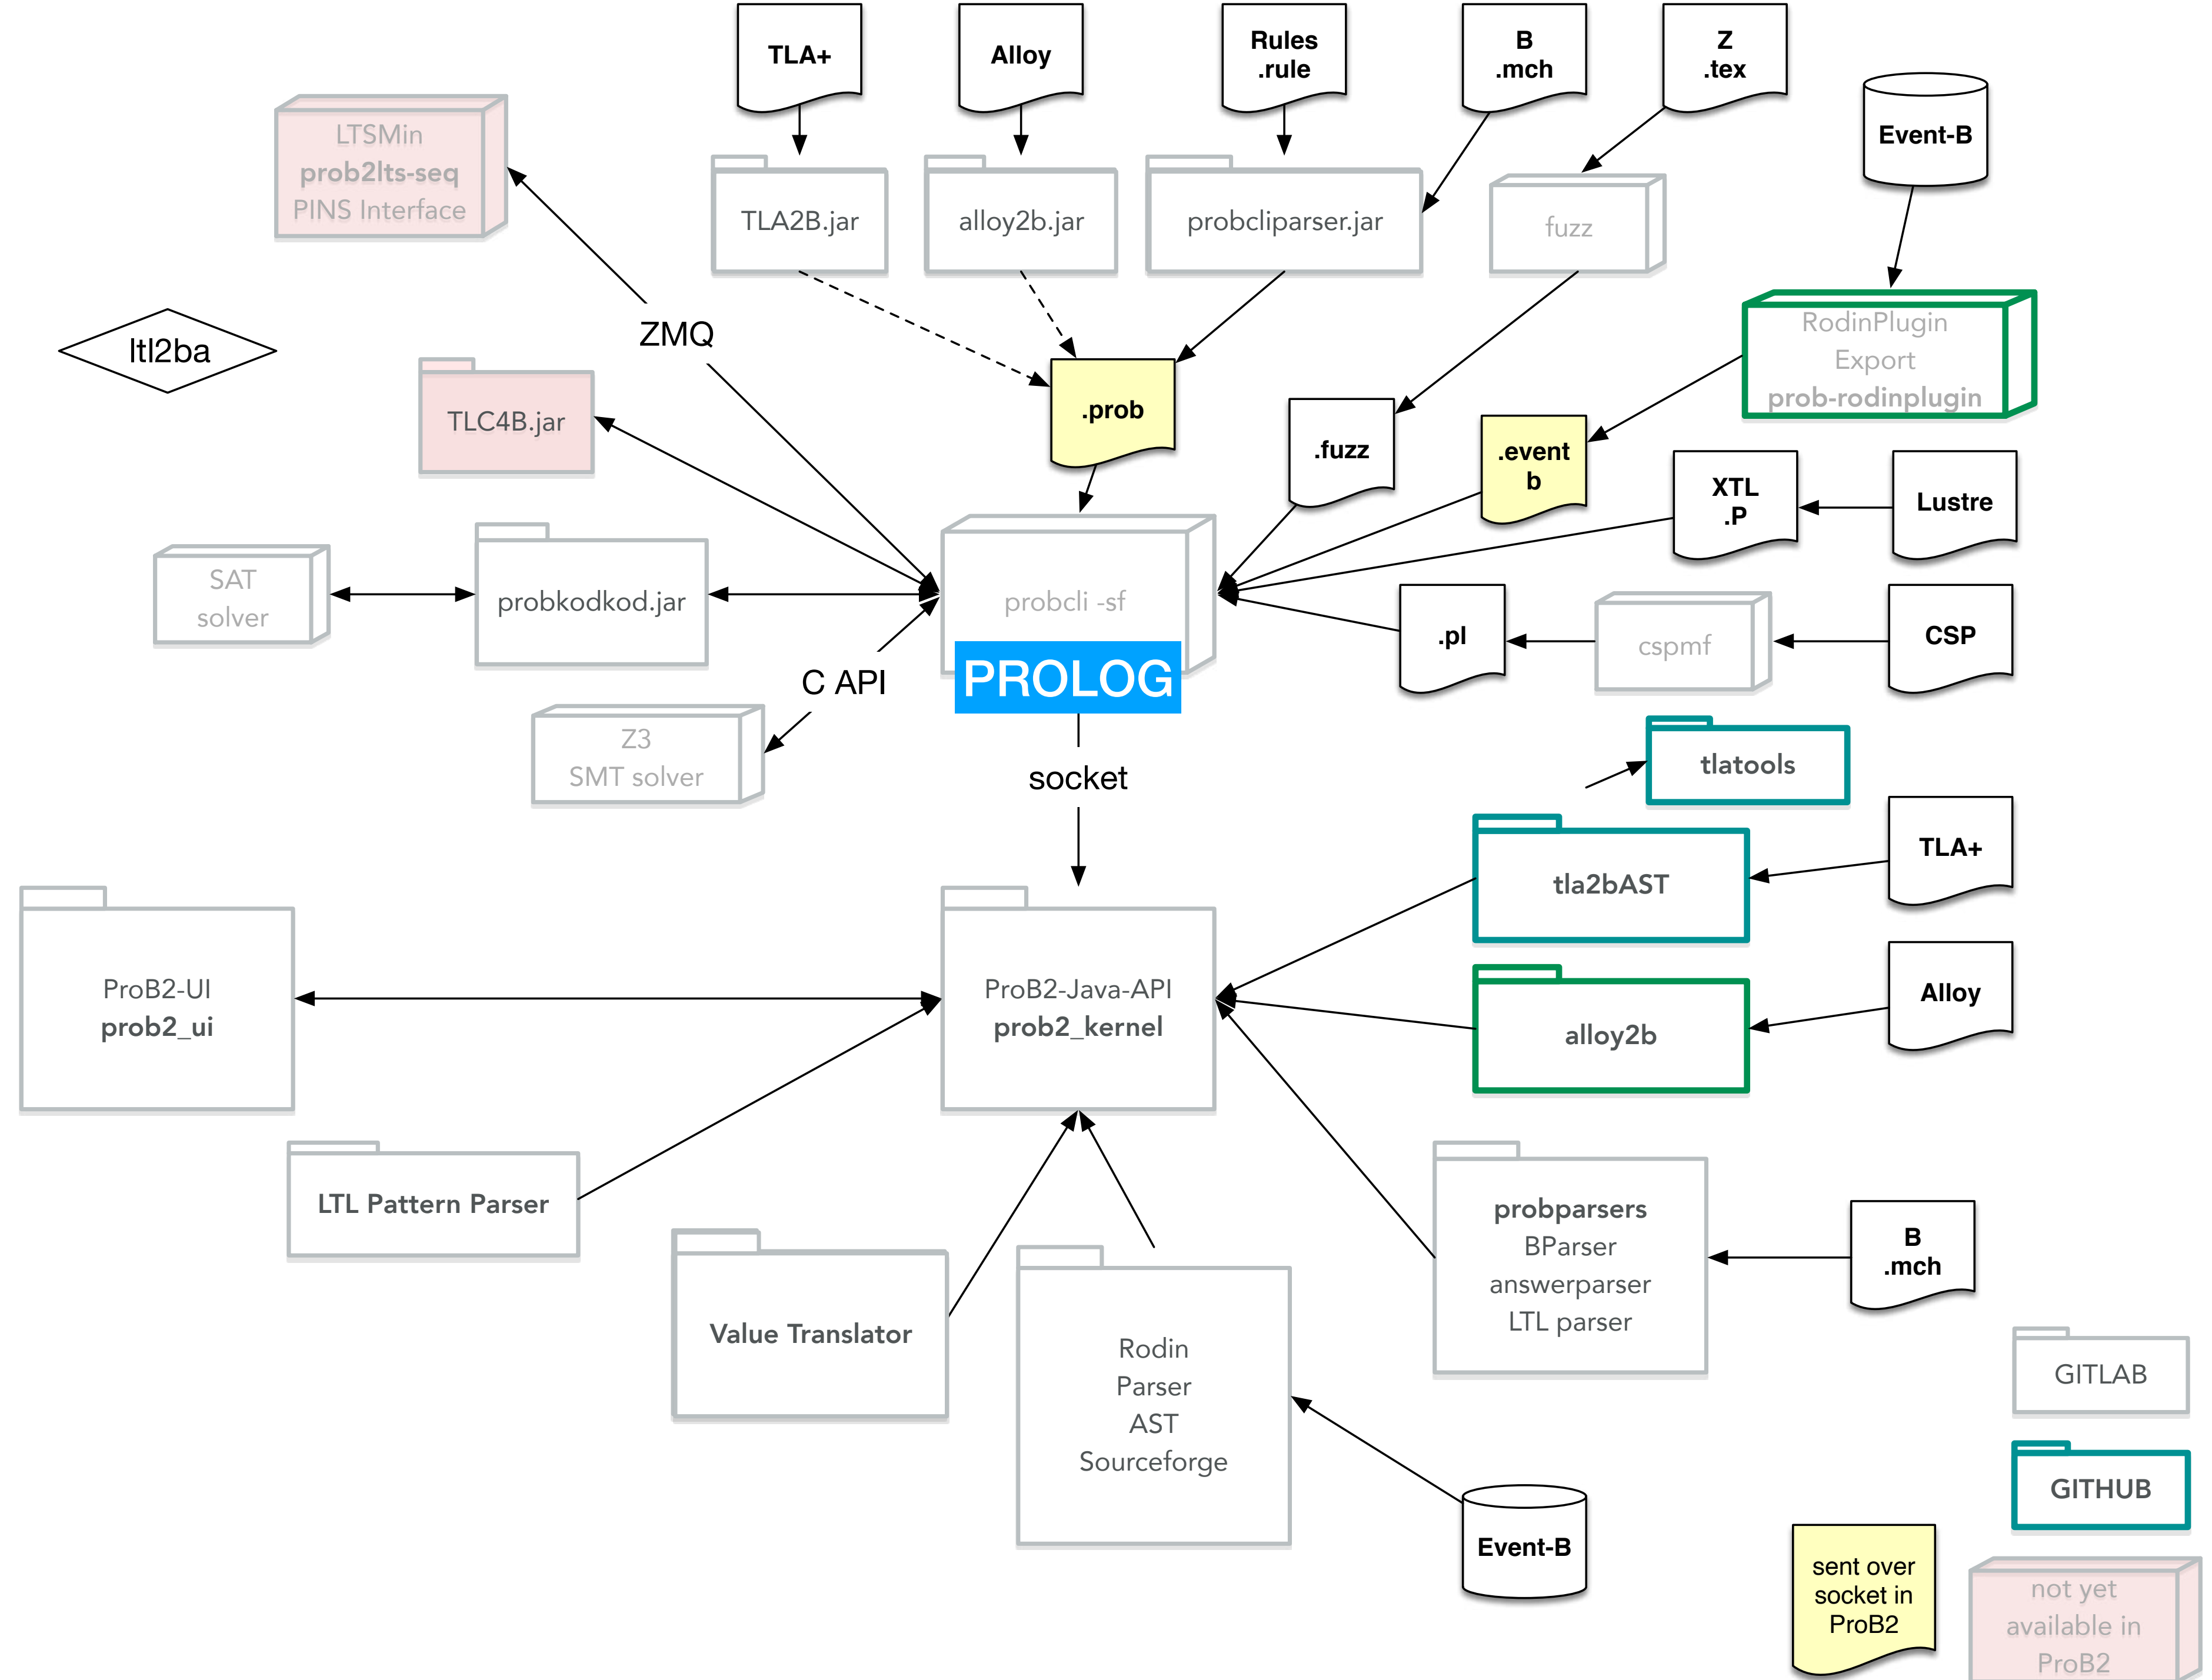 TLA+
Alloy
Rules
.rule
B
.mch
Z
.tex
Event-B
LTSMin
prob2lts-seq
PINS Interface
TLA2B.jar
alloy2b.jar
probcliparser.jar
fuzz
ltl2ba
ZMQ
RodinPlugin
Export
prob-rodinplugin
TLC4B.jar
.prob
.fuzz
.event
b
XTL
.P
Lustre
SAT
solver
probkodkod.jar
probcli -sf
PROLOG
.pl
cspmf
CSP
C API
Z3
SMT solver
socket
tlatools
tla2bAST
TLA+
ProB2-UI
prob2_ui
ProB2-Java-API
prob2_kernel
alloy2b
Alloy
LTL Pattern Parser
probparsers
BParser
answerparser
LTL parser
B
.mch
Value Translator
Rodin
Parser
AST
Sourceforge
Event-B
GITLAB
GITHUB
sent over
socket in
ProB2
not yet
available in
ProB2